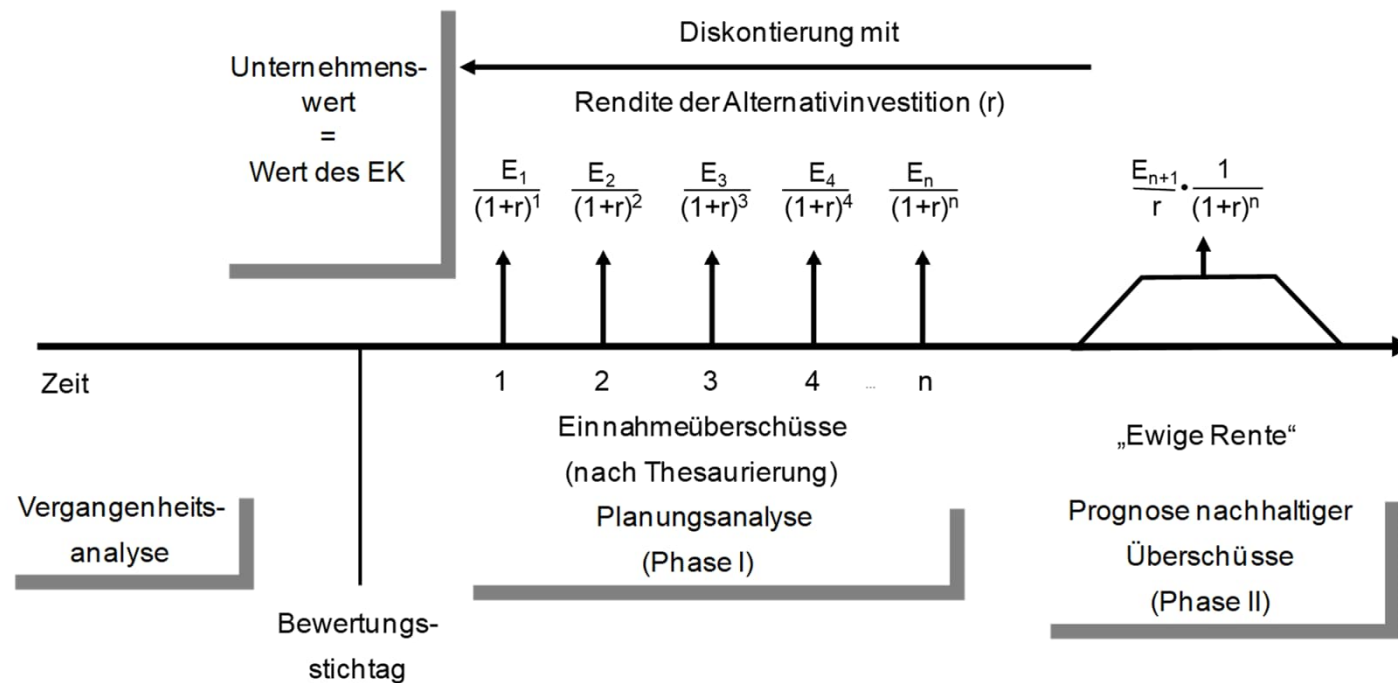 Diskontierung mit
Unternehmens-
wert
=
Wert des EK
Rendite der Alternativinvestition (r)
E₁/(1+r)¹ E₂/(1+r)² E₃/(1+r)³ E₄/(1+r)⁴ Eₙ/(1+r)ⁿ Eₙ₊₁/r · 1/(1+r)ⁿ
Zeit 1 2 3 4 ... n
Einnahmeüberschüsse
(nach Thesaurierung)
Planungsanalyse
(Phase I)
„Ewige Rente“
Prognose nachhaltiger
Überschüsse
(Phase II)
Vergangenheits-
analyse
Bewertungs-
stichtag